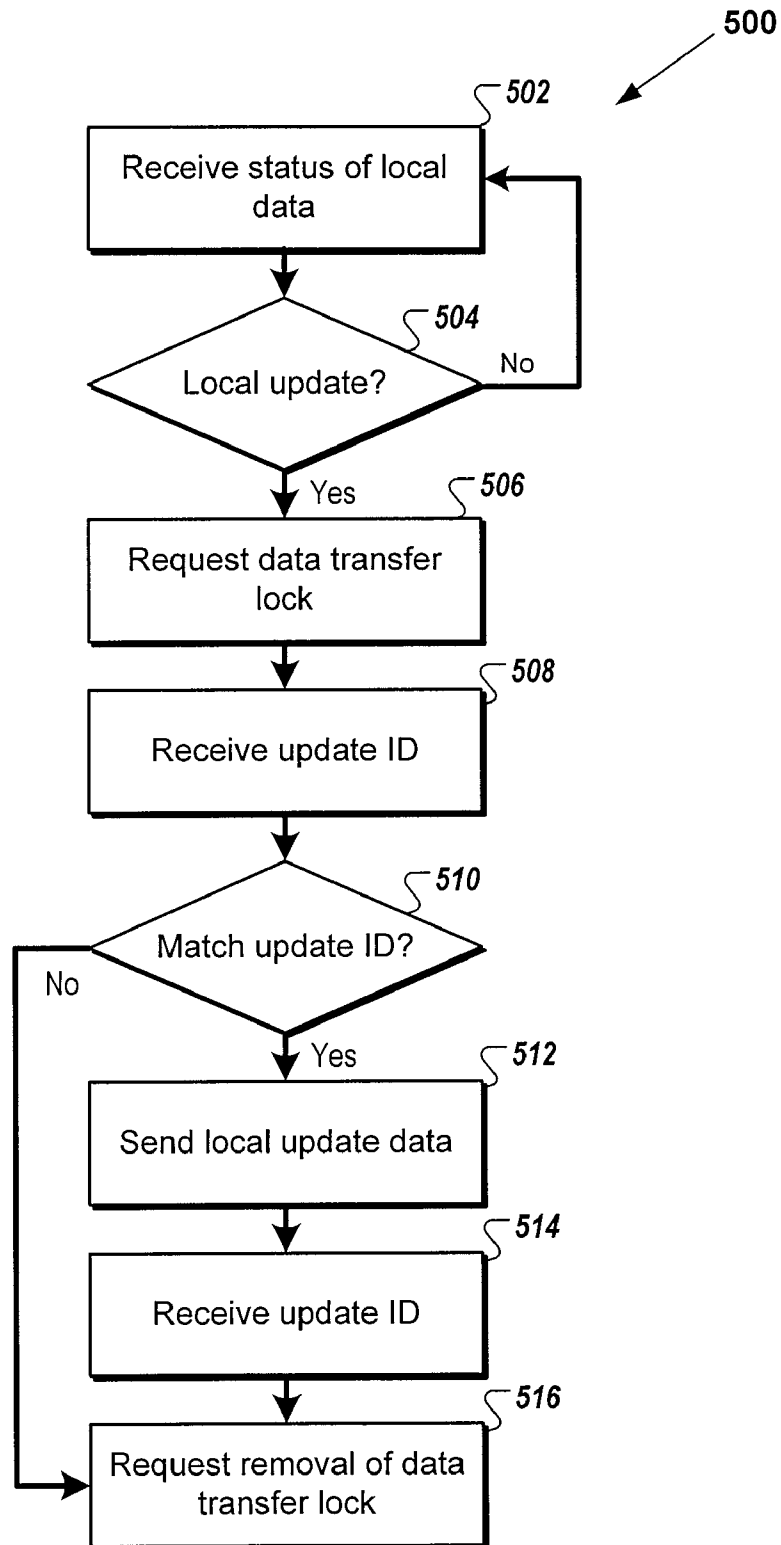 500
502
Receive status of local
data
504
Local update?
No
Yes
506
Request data transfer
lock
508
Receive update ID
510
Match update ID?
No
Yes
512
Send local update data
514
Receive update ID
516
Request removal of data
transfer lock